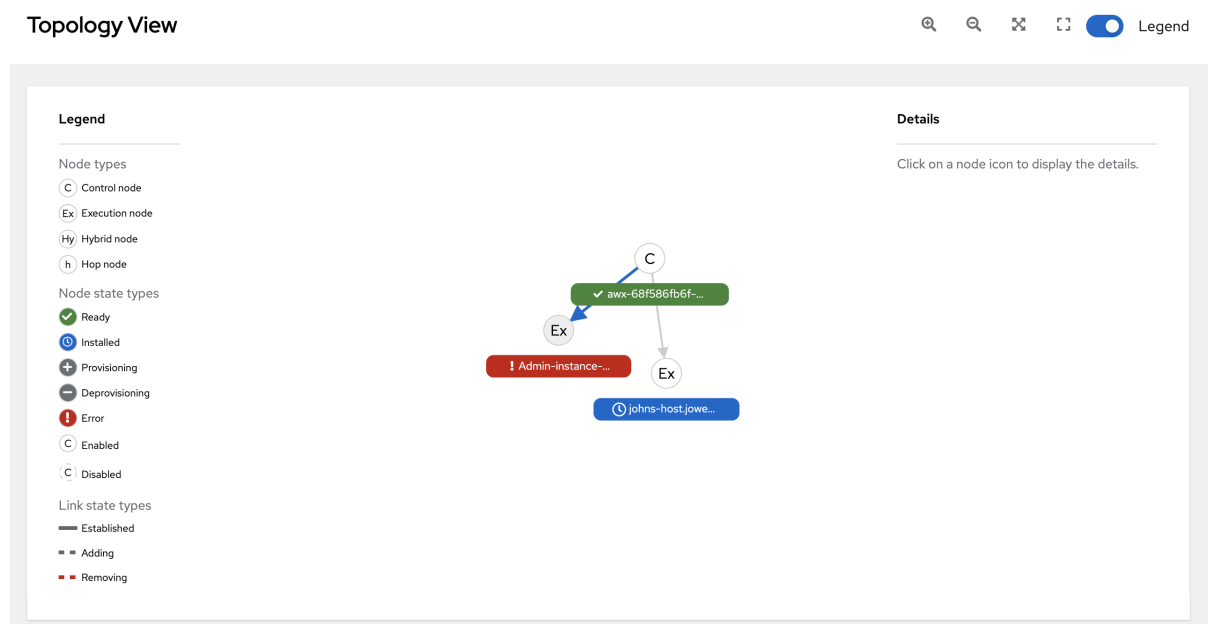 Topology View
Legend
Legend
Node types
C Control node
Ex Execution node
Hy Hybrid node
h Hop node
Node state types
Ready
Installed
Provisioning
Deprovisioning
! Error
C Enabled
C Disabled
Link state types
Established
Adding
Removing
C
awx-68f586fb6f-...
Ex
! Admin-instance-...
Ex
johns-host.jowe...
Details
Click on a node icon to display the details.